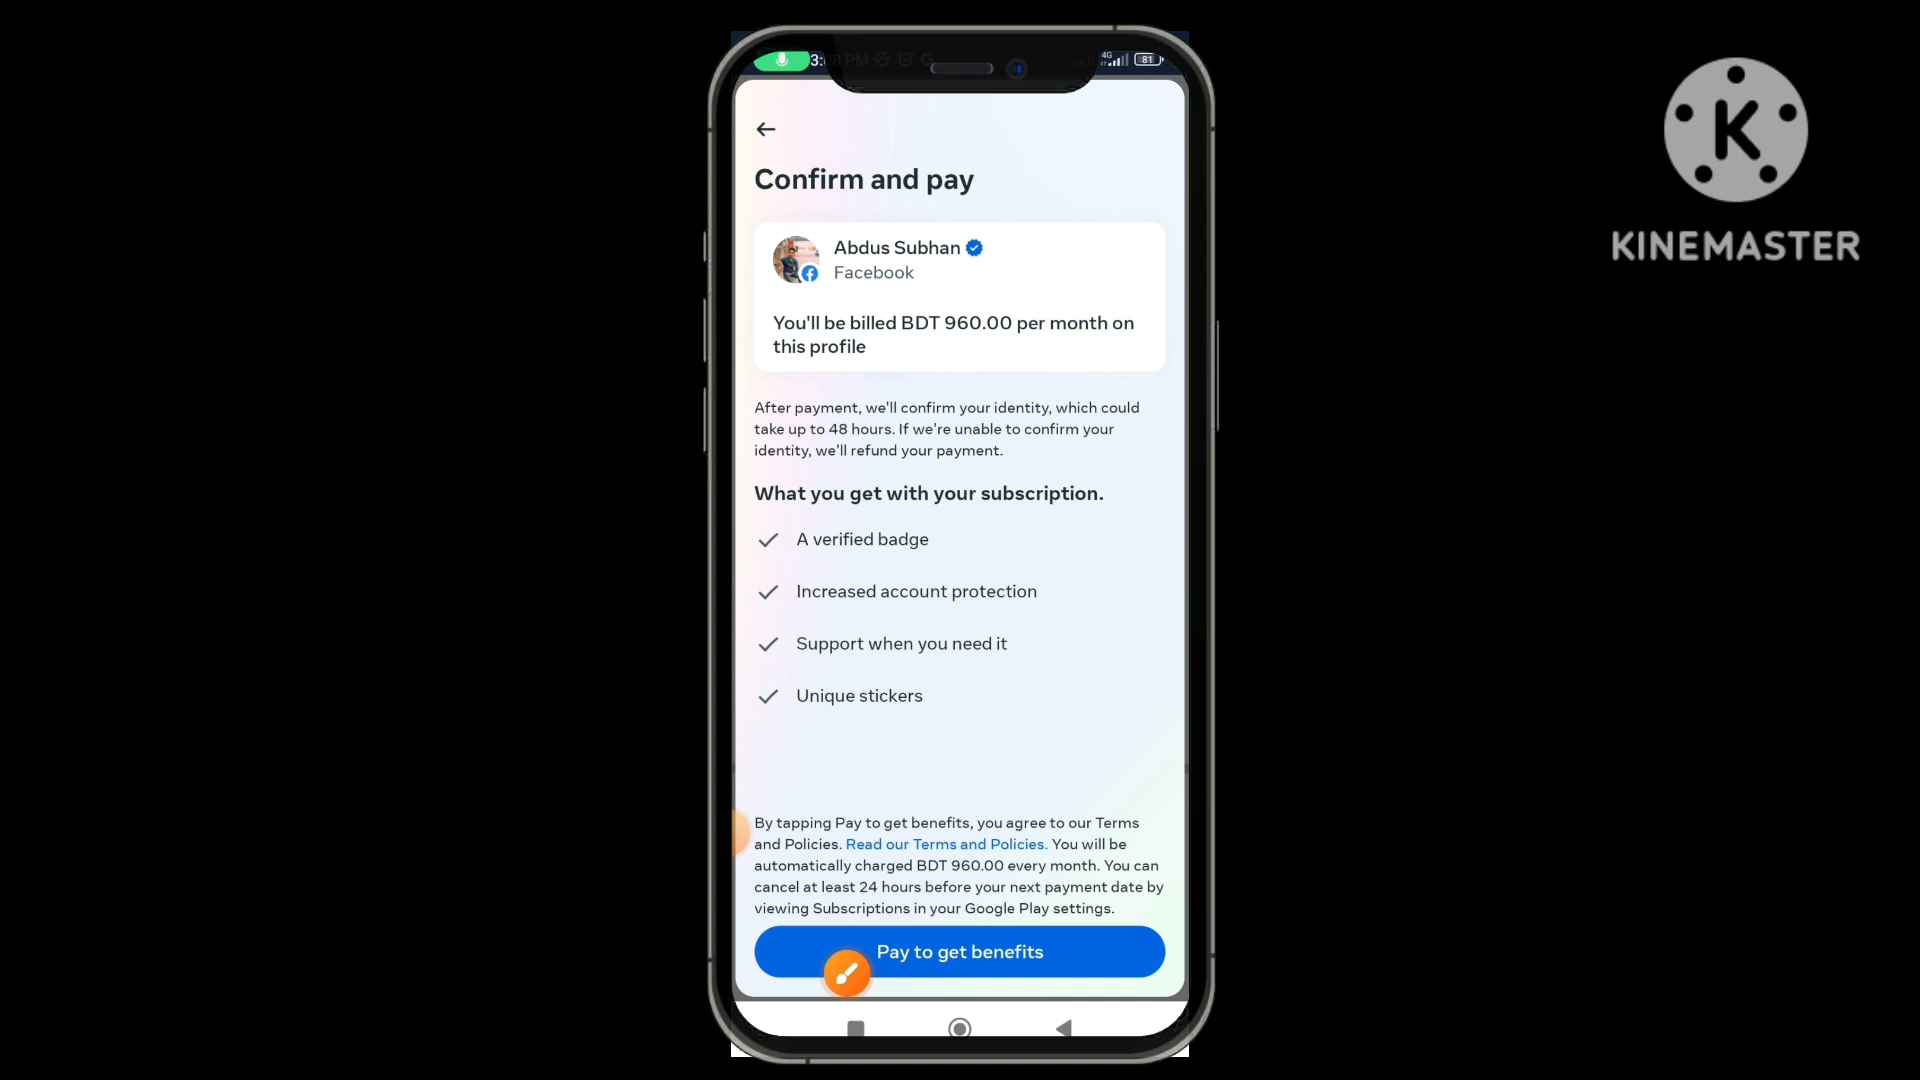 3:08 PM
4G
81
K
KINEMASTER
Confirm and pay
Abdus Subhan
Facebook
You'll be billed BDT 960.00 per month on
this profile
After payment, we'll confirm your identity, which could
take up to 48 hours. If we're unable to confirm your
identity, we'll refund your payment.
What you get with your subscription.
A verified badge
Increased account protection
Support when you need it
Unique stickers
By tapping Pay to get benefits, you agree to our Terms
and Policies. Read our Terms and Policies. You will be
automatically charged BDT 960.00 every month. You can
cancel at least 24 hours before your next payment date by
viewing Subscriptions in your Google Play settings.
Pay to get benefits